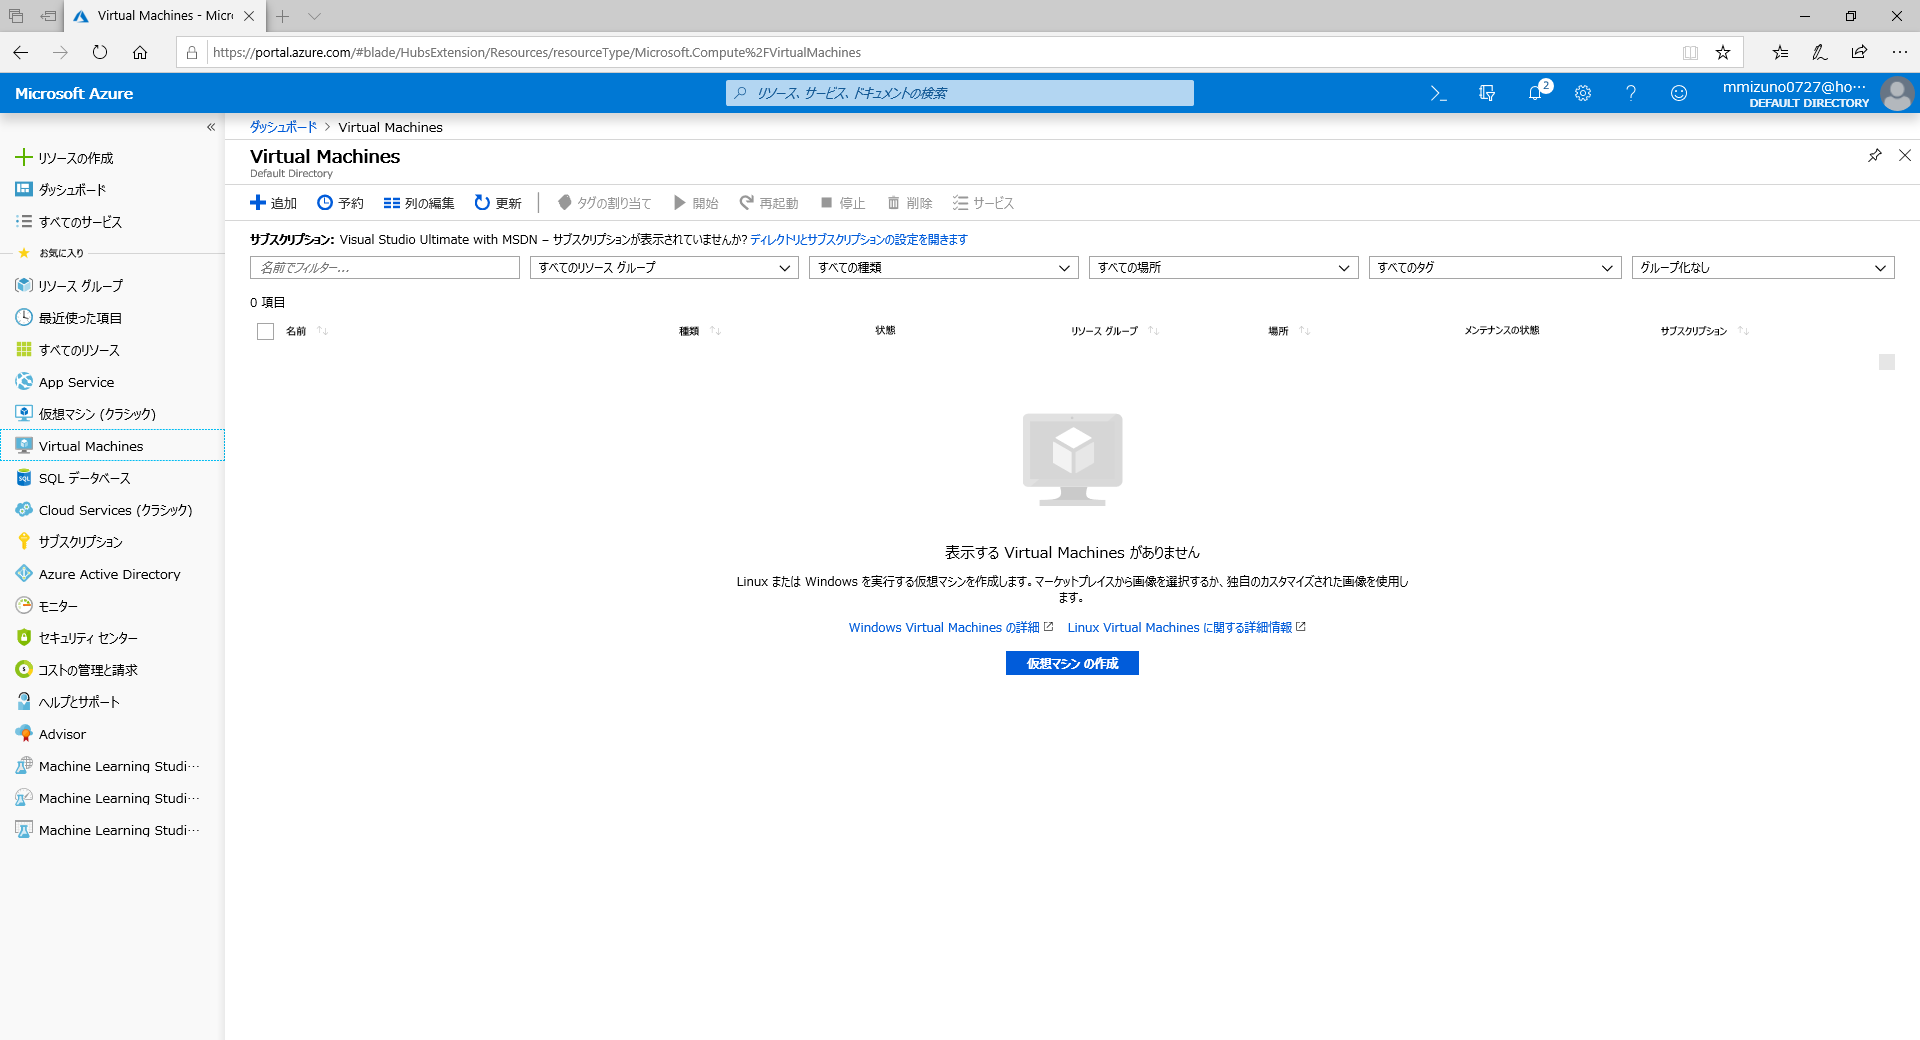 Virtual Machines - Micr
https://portal.azure.com/#blade/HubsExtension/Resources/resourceType/Microsoft.Compute%2FVirtualMachines
Microsoft Azure
リソース、サービス、ドキュメントの検索
2
mmizuno0727@ho···
DEFAULT DIRECTORY
ダッシュボード > Virtual Machines
Virtual Machines
Default Directory
追加 予約 列の編集 更新 タグの割り当て 開始 再起動 停止 削除 サービス
サブスクリプション: Visual Studio Ultimate with MSDN – サブスクリプションが表示されていませんか? ディレクトリとサブスクリプションの設定を開きます
名前でフィルター... すべてのリソース グループ すべての種類 すべての場所 すべてのタグ グループ化なし
0 項目
名前 種類 状態 リソース グループ 場所 メンテナンスの状態 サブスクリプション
表示する Virtual Machines がありません
Linux または Windows を実行する仮想マシンを作成します。マーケットプレイスから画像を選択するか、独自のカスタマイズされた画像を使用し
ます。
Windows Virtual Machines の詳細 Linux Virtual Machines に関する詳細情報
仮想マシン の作成
リソースの作成
ダッシュボード
すべてのサービス
お気に入り
リソース グループ
最近使った項目
すべてのリソース
App Service
仮想マシン (クラシック)
Virtual Machines
SQL データベース
Cloud Services (クラシック)
サブスクリプション
Azure Active Directory
モニター
セキュリティ センター
コストの管理と請求
ヘルプとサポート
Advisor
Machine Learning Studi···
Machine Learning Studi···
Machine Learning Studi···